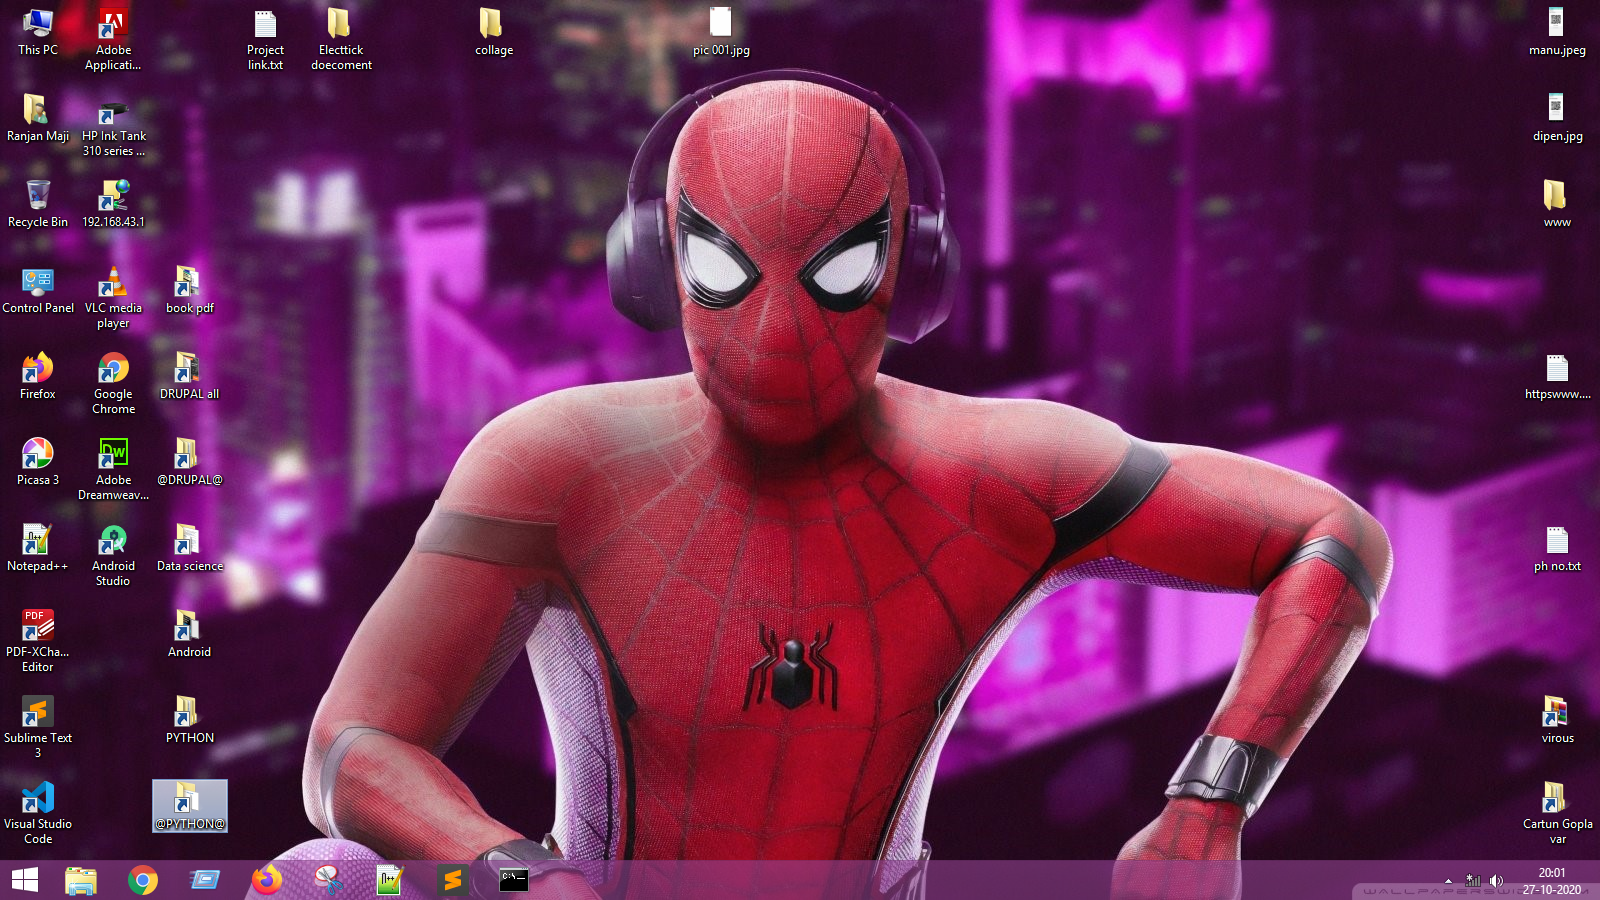 This PC
Adobe
Applicati...
Project
link.txt
Electtick
doecoment
collage
pic 001.jpg
manu.jpeg
Ranjan Maji
HP Ink Tank
310 series ...
dipen.jpg
Recycle Bin
192.168.43.1
www
Control Panel
VLC media
player
book pdf
Firefox
Google
Chrome
DRUPAL all
httpswww....
Picasa 3
Dw
Adobe
Dreamweav...
@DRUPAL@
Notepad++
Android
Studio
Data science
ph no.txt
PDF
PDF-XCha...
Editor
Android
Sublime Text
3
PYTHON
virous
Visual Studio
Code
@PYTHON@
Cartun Gopla
var
C:\_
20:01
27-10-2020